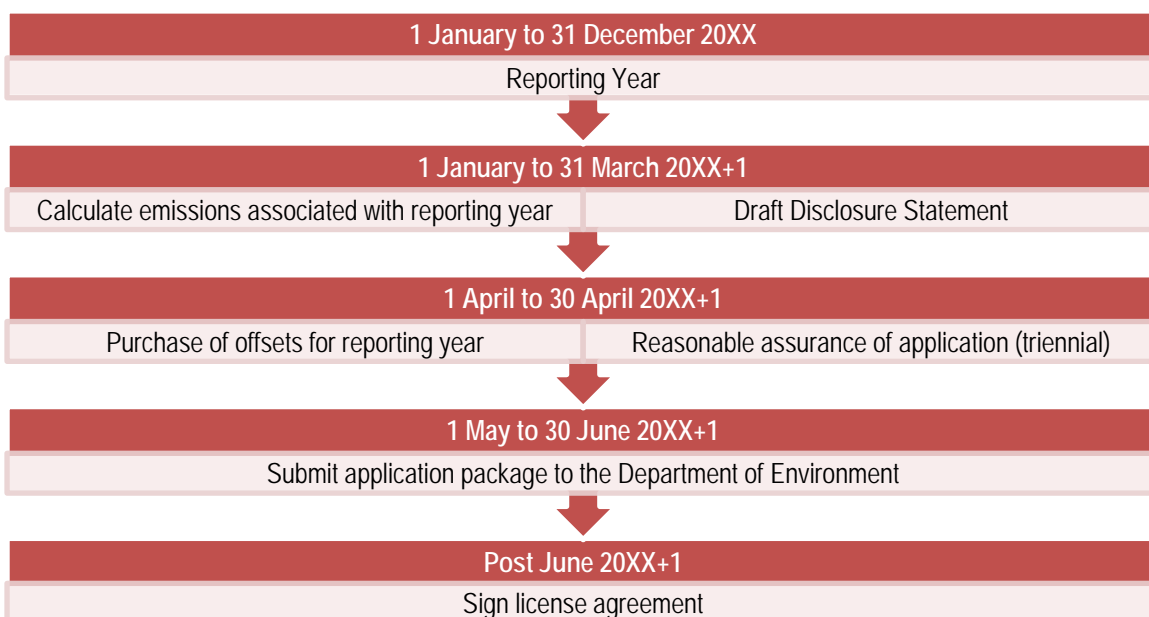 1 January to 31 December 20XX
Reporting Year
1 January to 31 March 20XX+1
Calculate emissions associated with reporting year
Draft Disclosure Statement
1 April to 30 April 20XX+1
Purchase of offsets for reporting year
Reasonable assurance of application (triennial)
1 May to 30 June 20XX+1
Submit application package to the Department of Environment
Post June 20XX+1
Sign license agreement